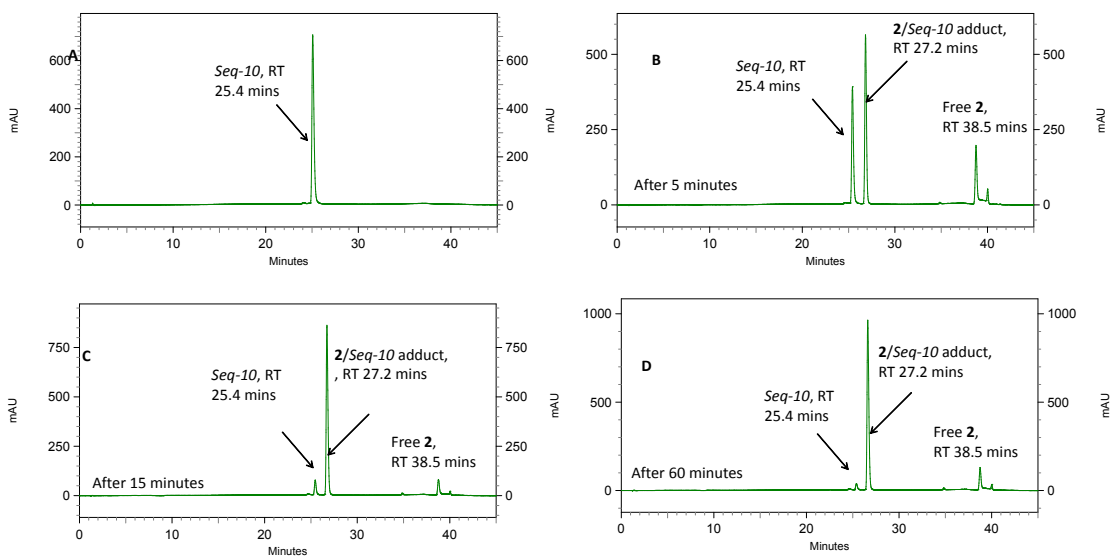 A
600
400
200
0
600
400
200
0
mAU
mAU
Seq-10, RT
25.4 mins
0
10
20
30
40
Minutes
B
500
250
0
500
250
0
mAU
mAU
2/Seq-10 adduct,
RT 27.2 mins
Seq-10, RT
25.4 mins
Free 2,
RT 38.5 mins
After 5 minutes
0
10
20
30
40
Minutes
C
750
500
250
0
750
500
250
0
mAU
mAU
2/Seq-10 adduct,
, RT 27.2 mins
Seq-10, RT
25.4 mins
Free 2,
RT 38.5 mins
After 15 minutes
0
10
20
30
40
Minutes
D
1000
500
0
1000
500
0
mAU
mAU
2/Seq-10 adduct,
RT 27.2 mins
Seq-10, RT
25.4 mins
Free 2,
RT 38.5 mins
After 60 minutes
0
10
20
30
40
Minutes